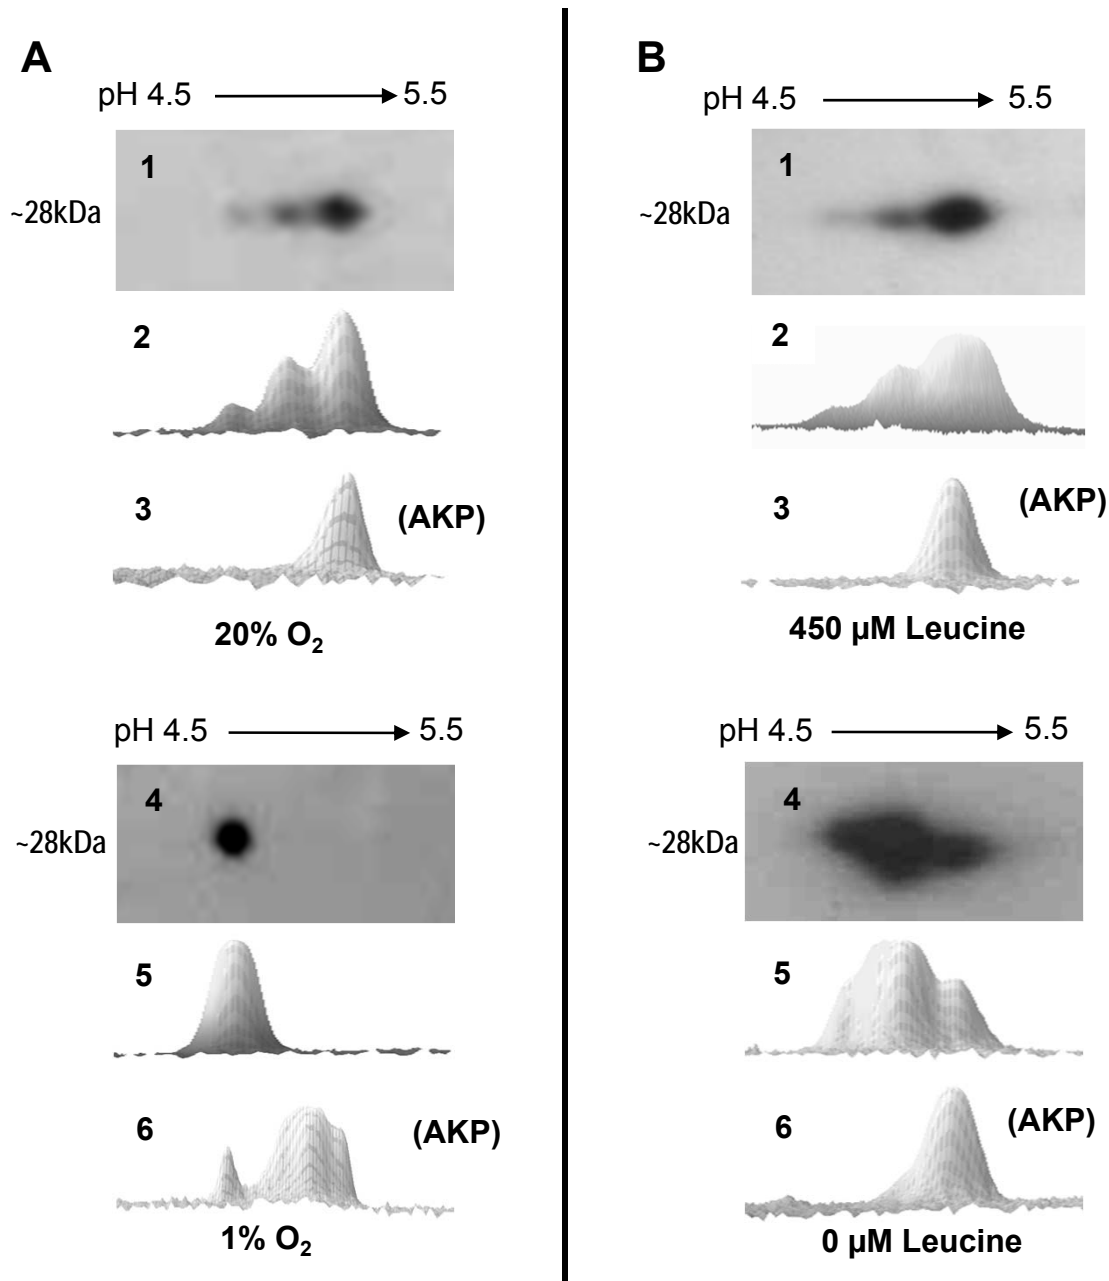 A
pH 4.5 5.5
1
~28kDa
2
3
(AKP)
20% O₂
pH 4.5 5.5
4
~28kDa
5
6
(AKP)
1% O₂
B
pH 4.5 5.5
1
~28kDa
2
3
(AKP)
450 µM Leucine
pH 4.5 5.5
4
~28kDa
5
6
(AKP)
0 µM Leucine